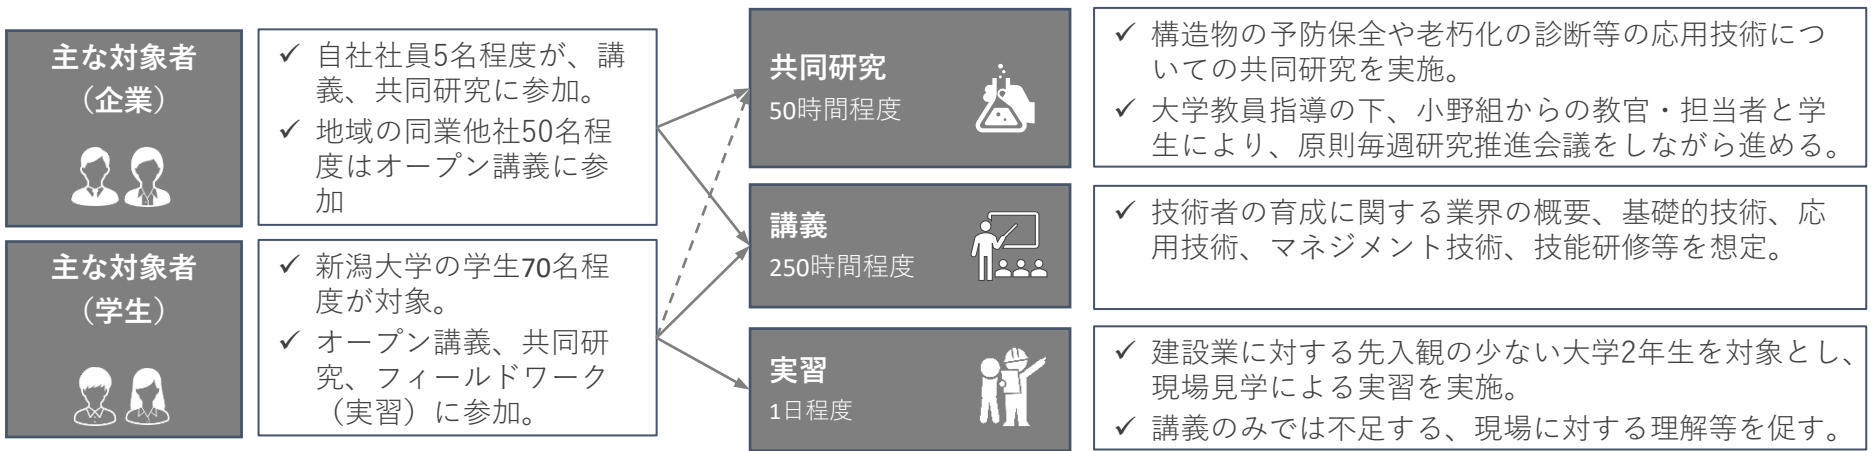 主な対象者
（企業）
✓ 自社社員5名程度が、講
義、共同研究に参加。
✓ 地域の同業他社50名程
度はオープン講義に参
加
主な対象者
（学生）
✓ 新潟大学の学生70名程
度が対象。
✓ オープン講義、共同研
究、フィールドワーク
（実習）に参加。
共同研究
50時間程度
✓ 構造物の予防保全や老朽化の診断等の応用技術につ
いての共同研究を実施。
✓ 大学教員指導の下、小野組からの教官・担当者と学
生により、原則毎週研究推進会議をしながら進める。
講義
250時間程度
✓ 技術者の育成に関する業界の概要、基礎的技術、応
用技術、マネジメント技術、技能研修等を想定。
実習
1日程度
✓ 建設業に対する先入観の少ない大学2年生を対象とし、
現場見学による実習を実施。
✓ 講義のみでは不足する、現場に対する理解等を促す。